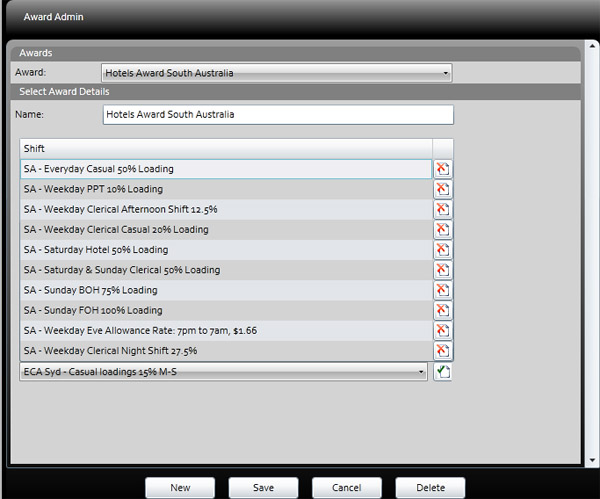 Award Admin
Awards
Award: Hotels Award South Australia
Select Award Details
Name: Hotels Award South Australia
Shift
SA - Everyday Casual 50% Loading
SA - Weekday PPT 10% Loading
SA - Weekday Clerical Afternoon Shift 12.5%
SA - Weekday Clerical Casual 20% Loading
SA - Saturday Hotel 50% Loading
SA - Saturday & Sunday Clerical 50% Loading
SA - Sunday BOH 75% Loading
SA - Sunday FOH 100% Loading
SA - Weekday Eve Allowance Rate: 7pm to 7am, $1.66
SA - Weekday Clerical Night Shift 27.5%
ECA Syd - Casual loadings 15% M-S
New Save Cancel Delete